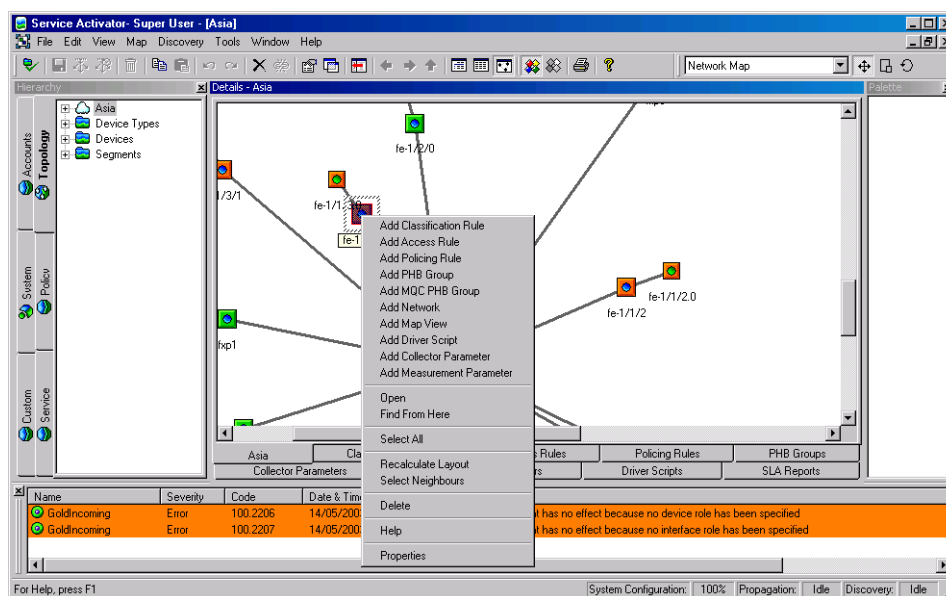 Service Activator- Super User - [Asia]
File Edit View Map Discovery Tools Window Help
Network Map
Hierarchy
Details - Asia
Palette
Accounts
Topology
System
Policy
Custom
Service
Asia
Device Types
Devices
Segments
fe-1/2/0
1/3/1
fe-1/1
fe-1
fxp1
fe-1/1/2.0
fe-1/1/2
Add Classification Rule
Add Access Rule
Add Policing Rule
Add PHB Group
Add MQC PHB Group
Add Network
Add Map View
Add Driver Script
Add Collector Parameter
Add Measurement Parameter
Open
Find From Here
Select All
Recalculate Layout
Select Neighbours
Delete
Help
Properties
Asia Cla s Rules Policing Rules PHB Groups
Collector Parameters rs Driver Scripts SLA Reports
Name Severity Code Date & Tim
GoldIncoming Error 100.2206 14/05/200 t has no effect because no device role has been specified
GoldIncoming Error 100.2207 14/05/200 t has no effect because no interface role has been specified
For Help, press F1
System Configuration: 100% Propagation: Idle Discovery: Idle